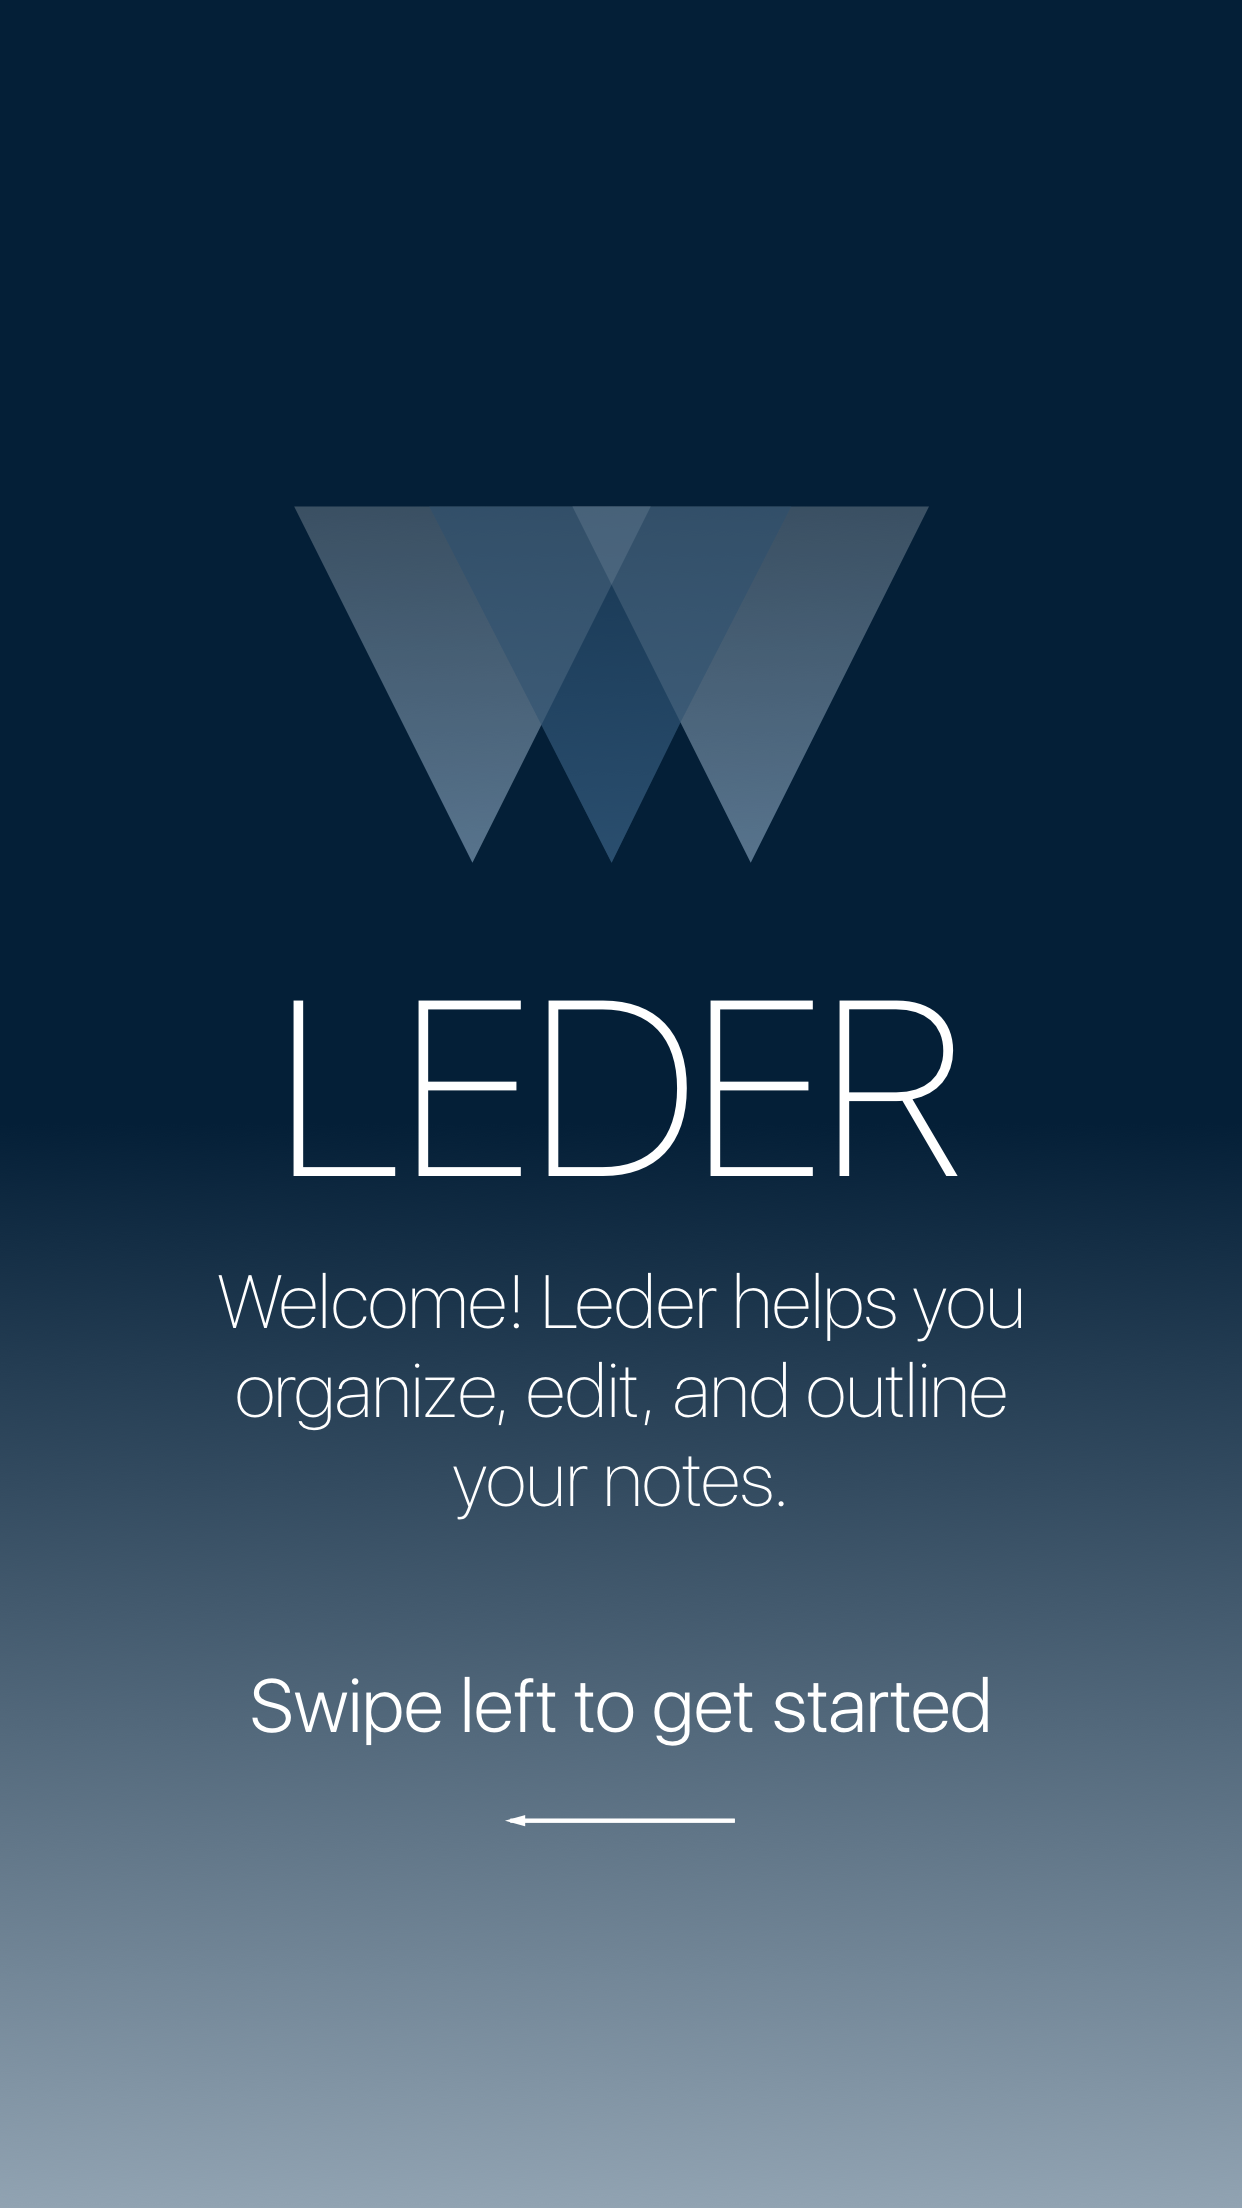 LEDER
Welcome! Leder helps you
organize, edit, and outline
your notes.
Swipe left to get started